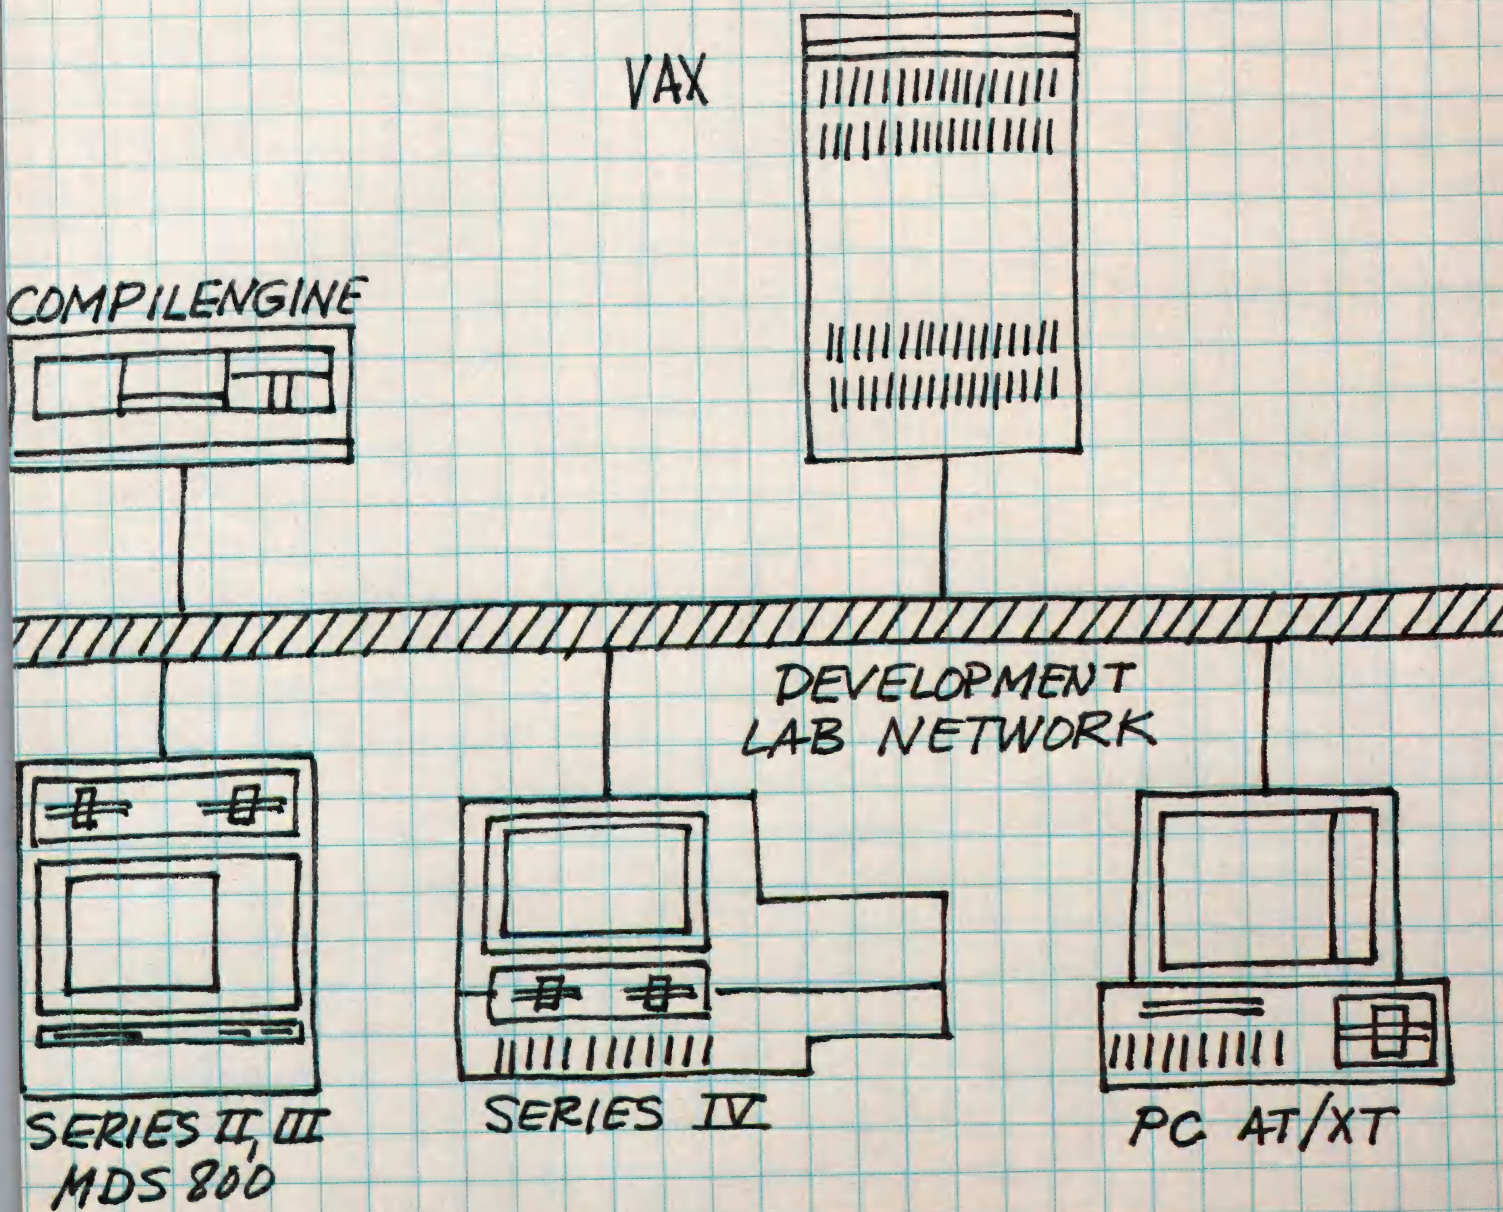 VAX
COMPILENGINE
DEVELOPMENT
LAB NETWORK
SERIES II, III
MDS 800
SERIES IV
PC AT/XT